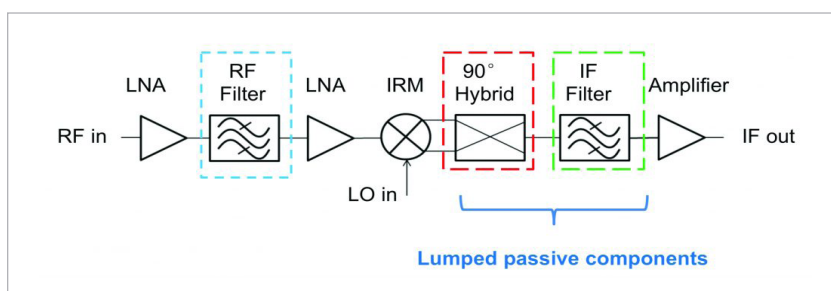 LNA
RF
Filter
LNA
IRM
90°
Hybrid
IF
Filter
Amplifier
RF in
IF out
LO in
Lumped passive components